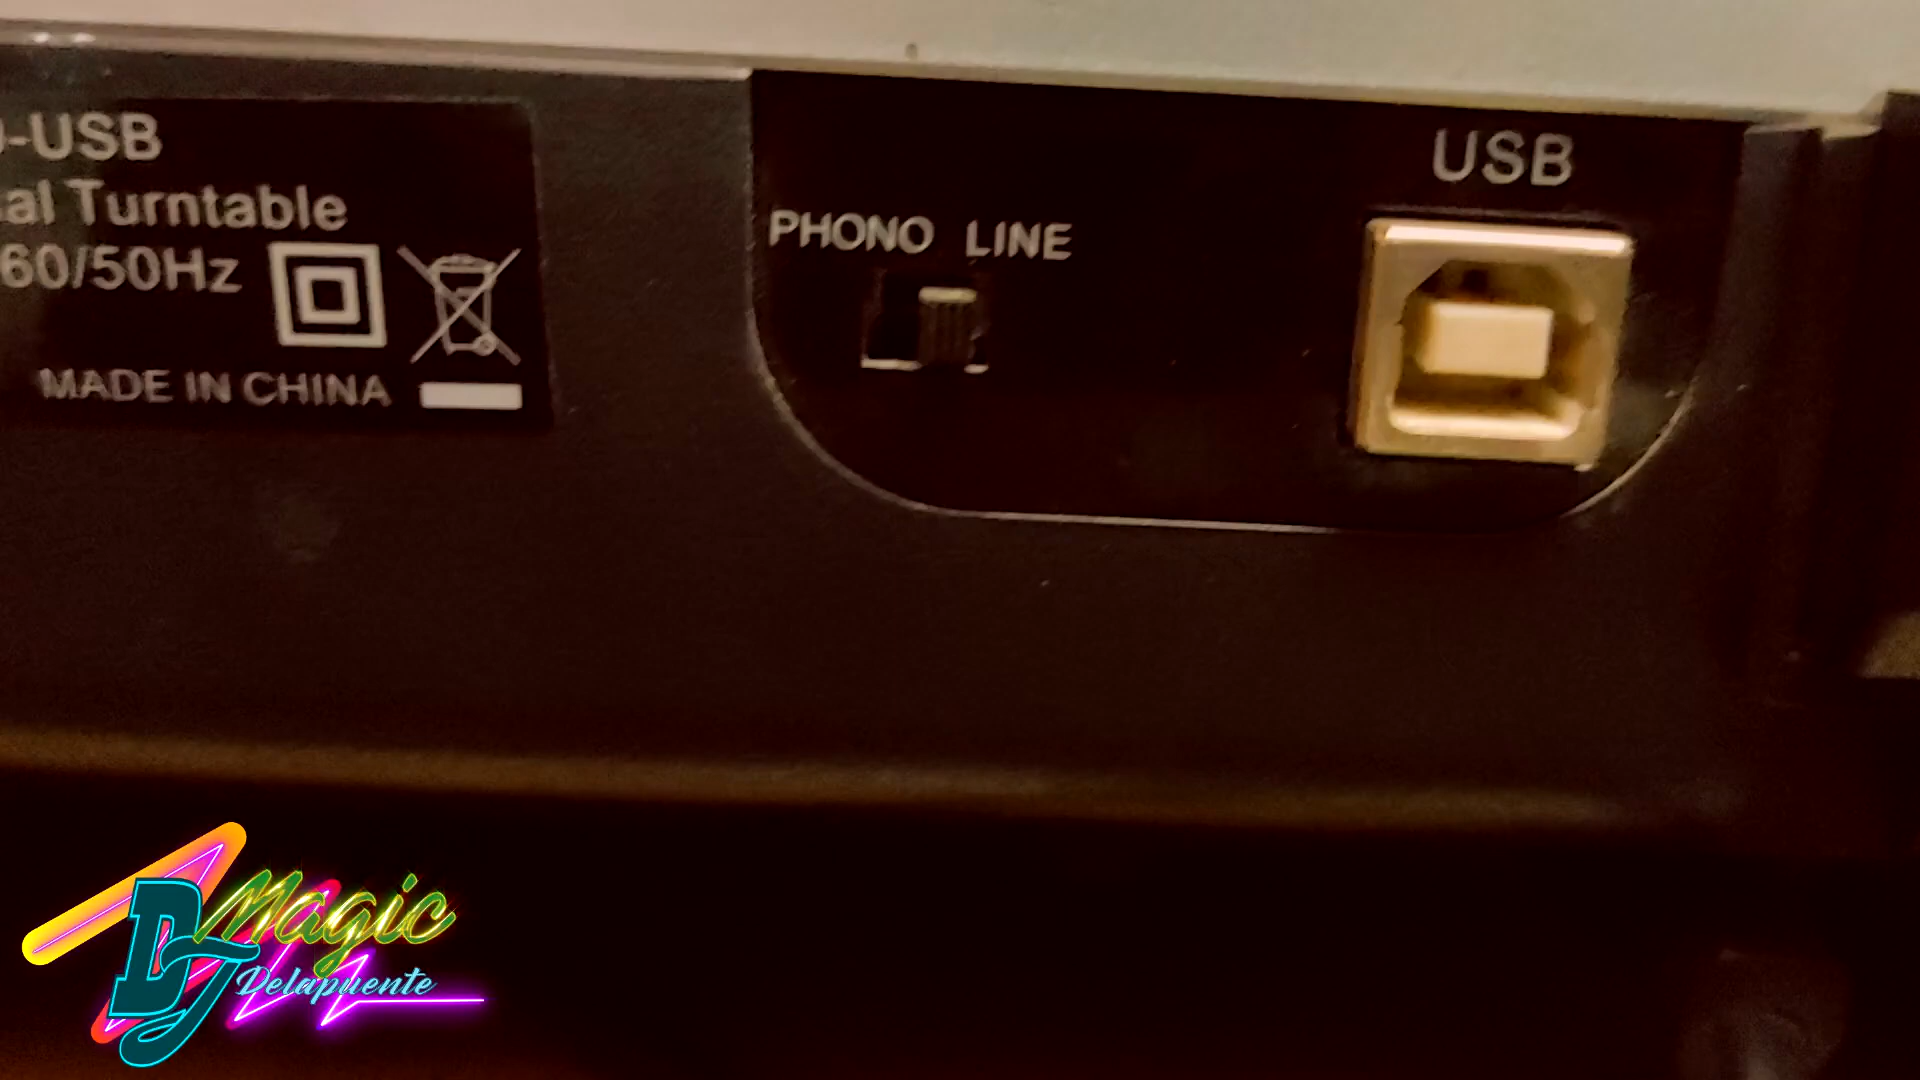 -USB
al Turntable
60/50Hz
MADE IN CHINA
PHONO LINE
USB
DJ Magic
Delapuente